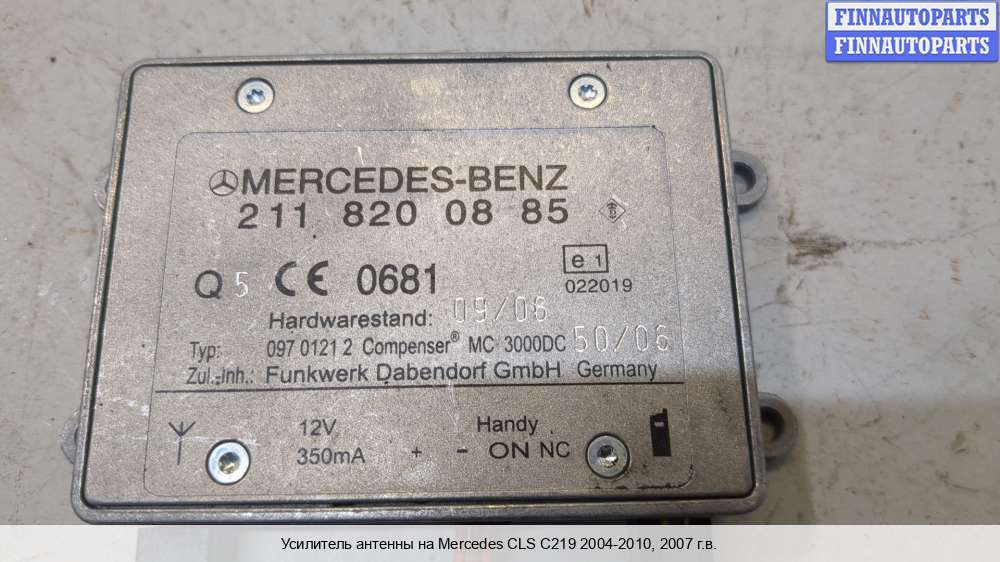 FINNAUTOPARTS
FINNAUTOPARTS
MERCEDES-BENZ
211 820 08 85
Q 5 CE 0681
e 1
022019
Hardwarestand: 09/06
Typ: 097 0121 2 Compenser® MC 3000DC 50/06
Zul.-Inh.: Funkwerk Dabendorf GmbH Germany
12V Handy
350mA + - ON NC
Усилитель антенны на Mercedes CLS C219 2004-2010, 2007 г.в.